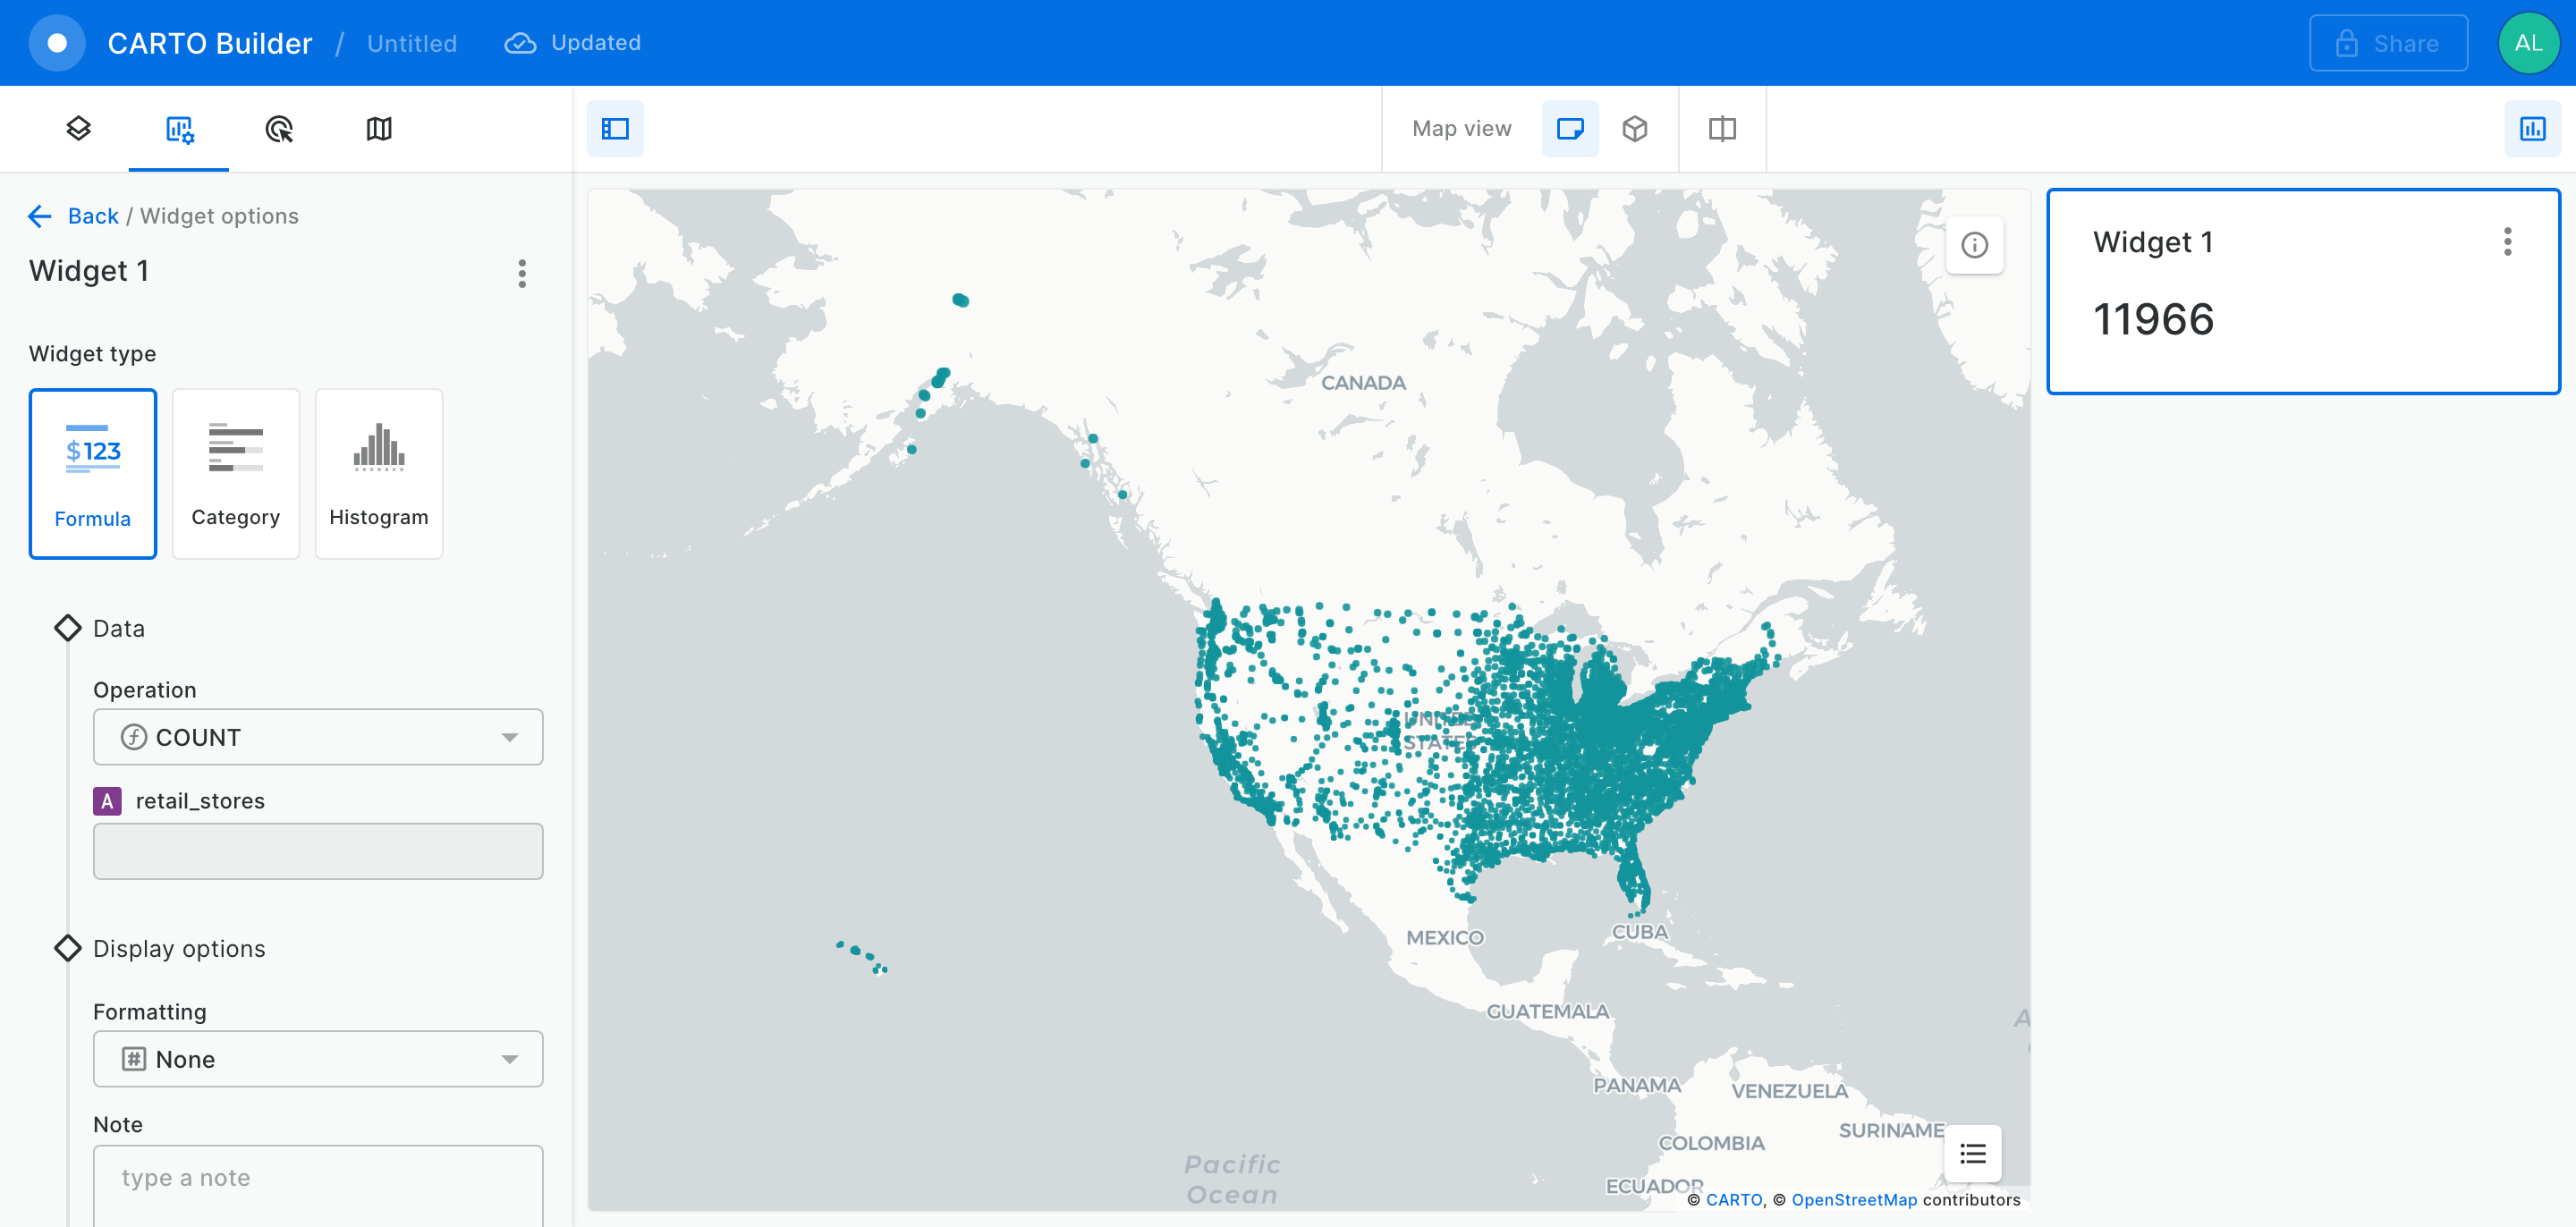 CARTO Builder / Untitled Updated
Share
AL
Map view
Back / Widget options
Widget 1
Widget type
$123
Formula
Category
Histogram
Data
Operation
COUNT
A retail_stores
Display options
Formatting
None
Note
type a note
CANADA
UNITED
STATES
MEXICO
CUBA
GUATEMALA
PANAMA
VENEZUELA
COLOMBIA
SURINAME
ECUADOR
Pacific
Ocean
A
© CARTO, © OpenStreetMap contributors
Widget 1
11966